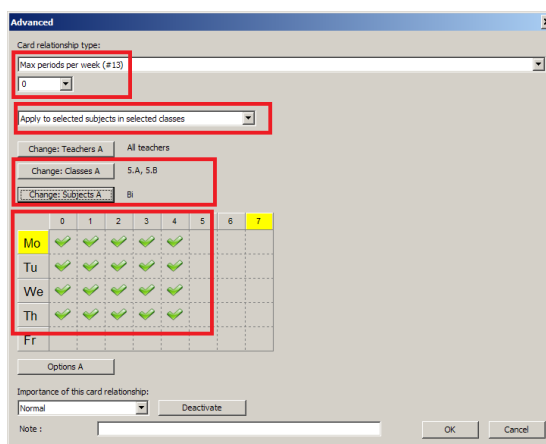 Advanced
Card relationship type:
Max periods per week (#13)
0
Apply to selected subjects in selected classes
Change: Teachers A All teachers
Change: Classes A 5.A, 5.B
Change: Subjects A Bi
0 1 2 3 4 5 6 7
Mo
Tu
We
Th
Fr
Options A
Importance of this card relationship:
Normal Deactivate
Note : OK Cancel